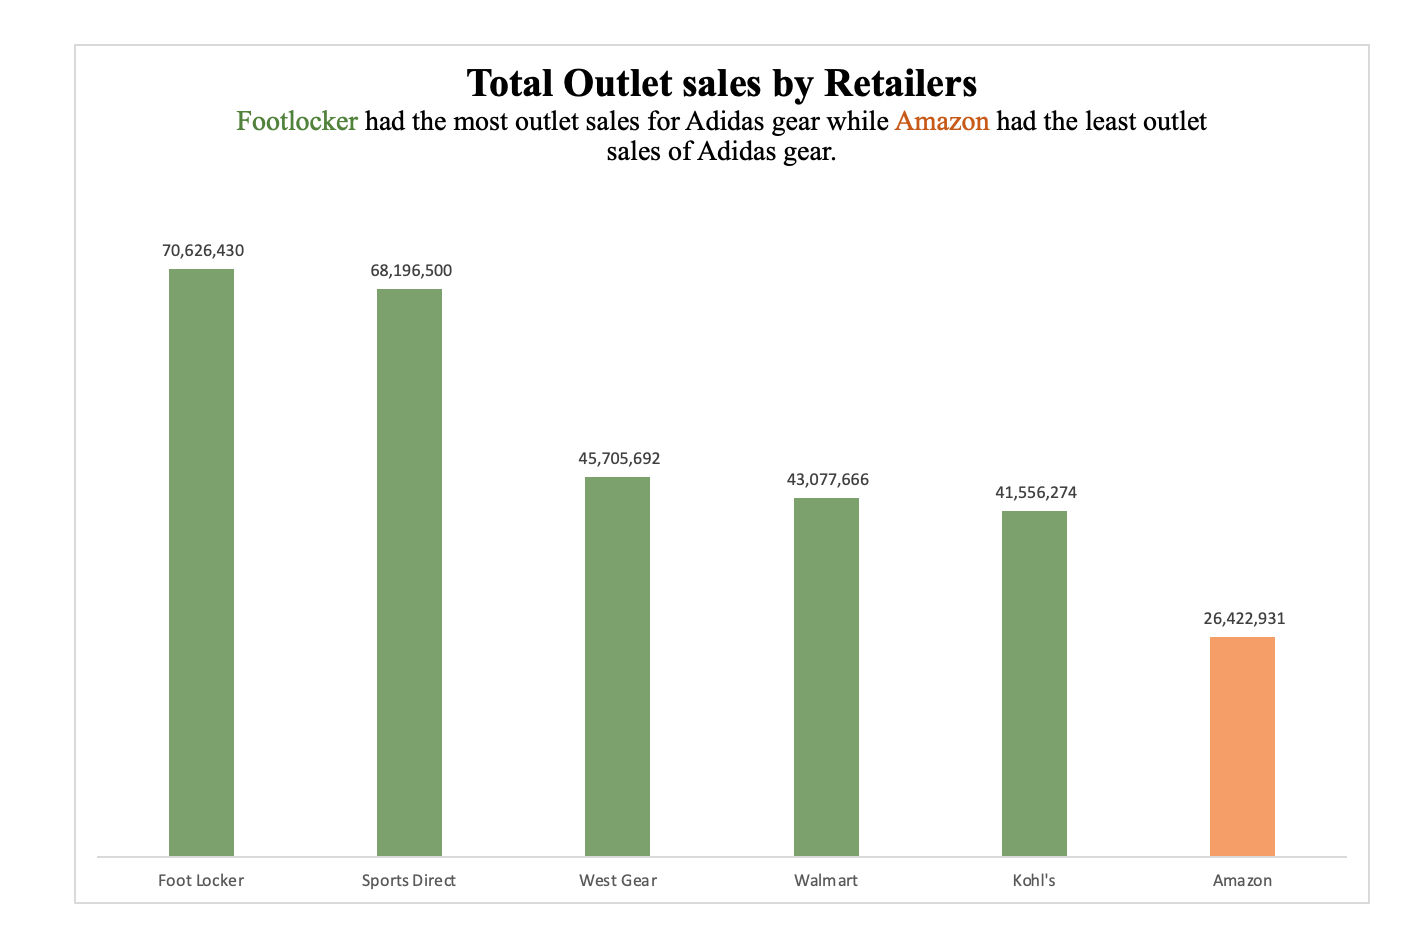 Total Outlet sales by Retailers
Footlocker had the most outlet sales for Adidas gear while Amazon had the least outlet
sales of Adidas gear.
70,626,430
68,196,500
45,705,692
43,077,666
41,556,274
26,422,931
Foot Locker
Sports Direct
West Gear
Walmart
Kohl's
Amazon